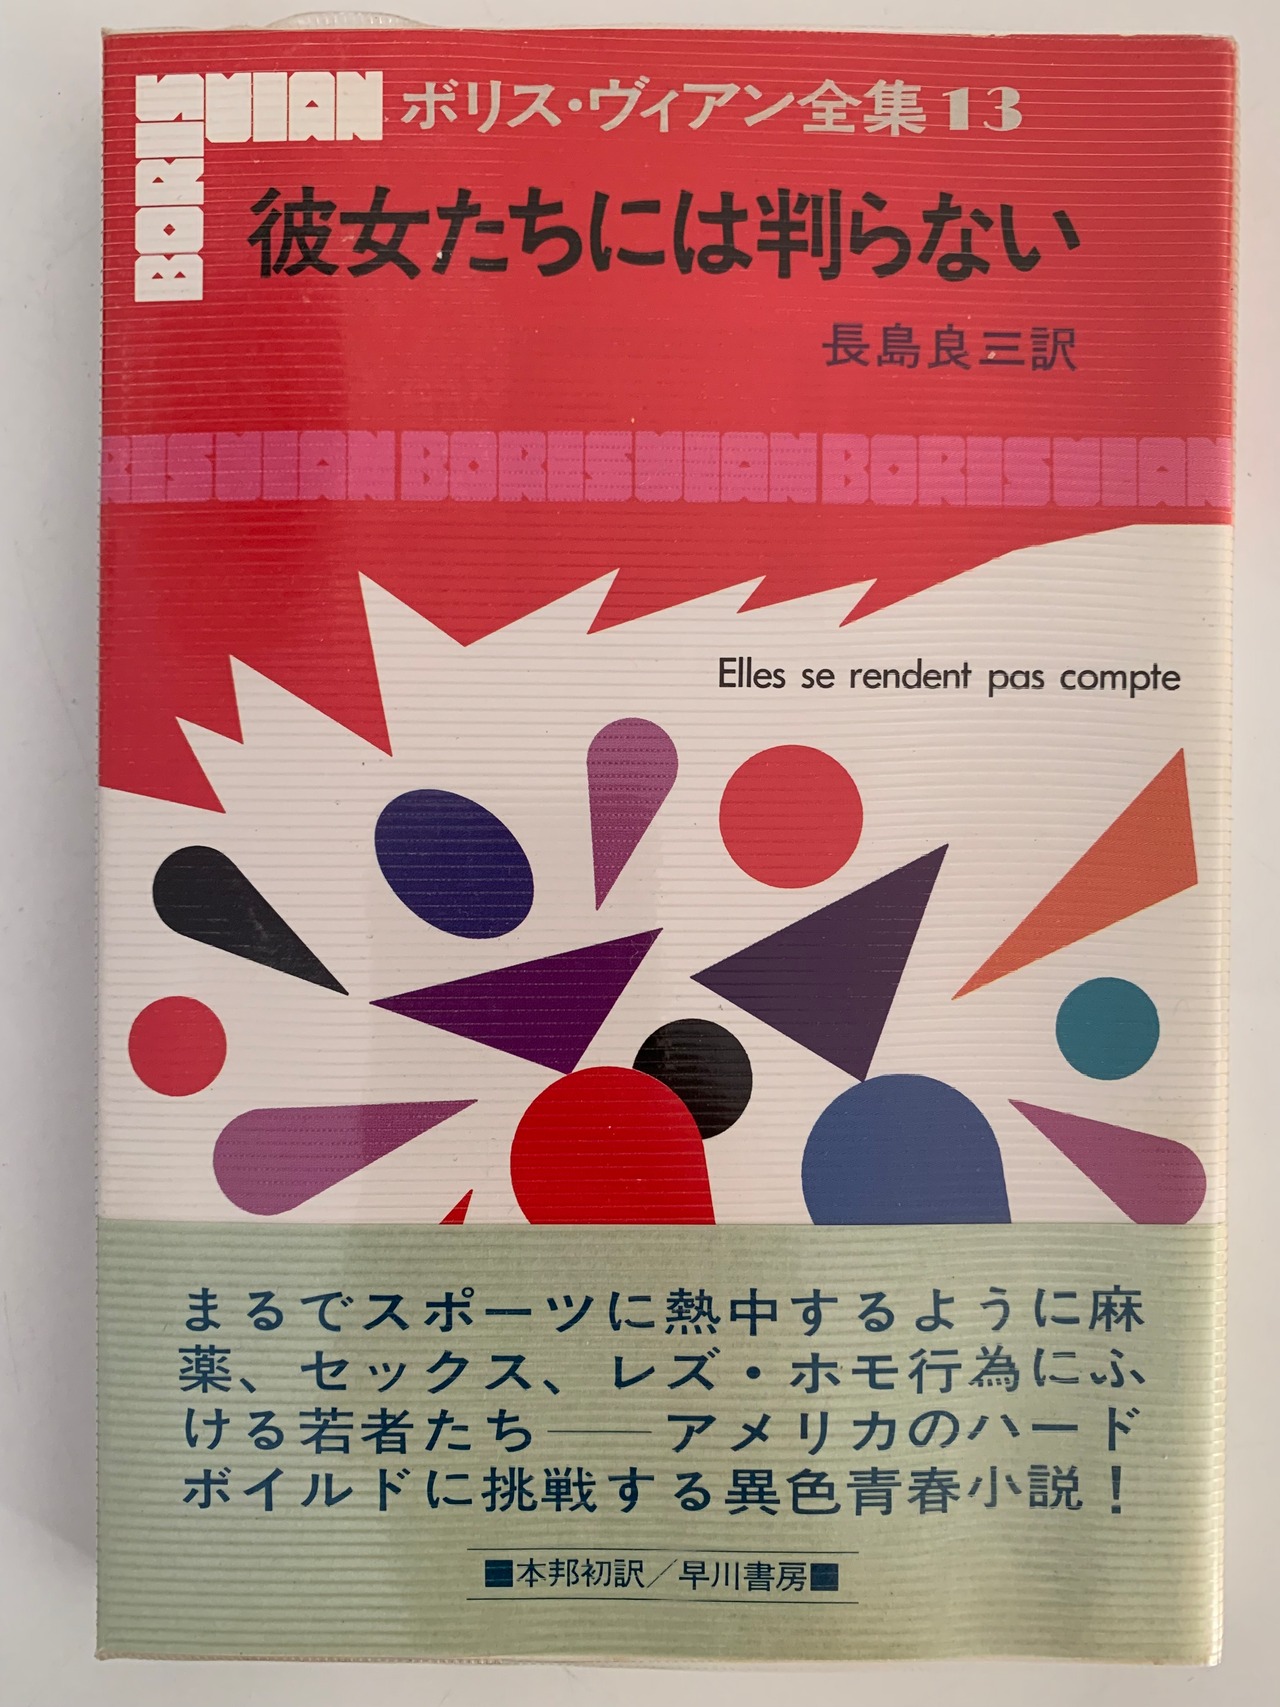 BORIS VIAN
ボリス・ヴィアン全集13
彼女たちには判らない
長島良三訳
RIS VIAN BORIS VIAN BORIS VIAN
Elles se rendent pas compte
まるでスポーツに熱中するように麻
薬、セックス、レズ・ホモ行為にふ
ける若者たち——アメリカのハード
ボイルドに挑戦する異色青春小説！
■本邦初訳／早川書房■